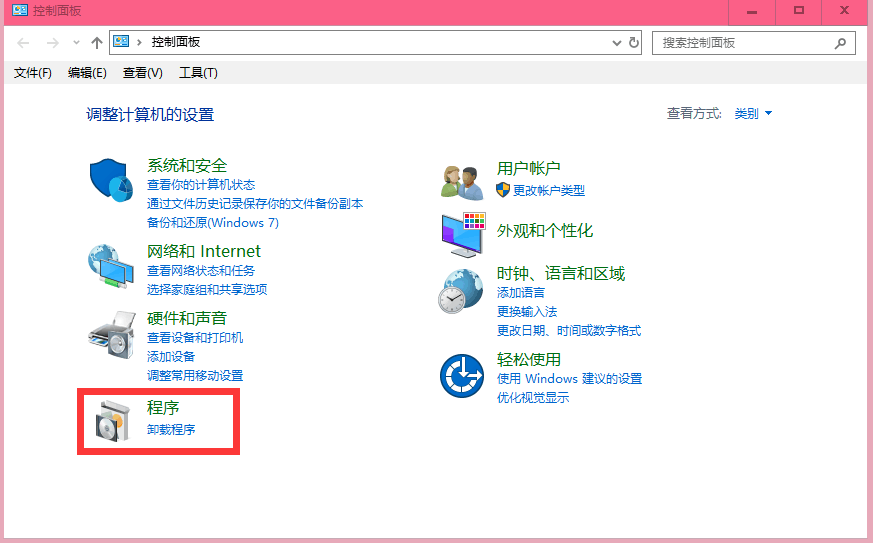 控制面板
控制面板
搜索控制面板
文件(F) 编辑(E) 查看(V) 工具(T)
调整计算机的设置
查看方式: 类别
系统和安全
查看你的计算机状态
通过文件历史记录保存你的文件备份副本
备份和还原(Windows 7)
网络和 Internet
查看网络状态和任务
选择家庭组和共享选项
硬件和声音
查看设备和打印机
添加设备
调整常用移动设置
程序
卸载程序
用户帐户
更改帐户类型
外观和个性化
时钟、语言和区域
添加语言
更换输入法
更改日期、时间或数字格式
轻松使用
使用 Windows 建议的设置
优化视觉显示